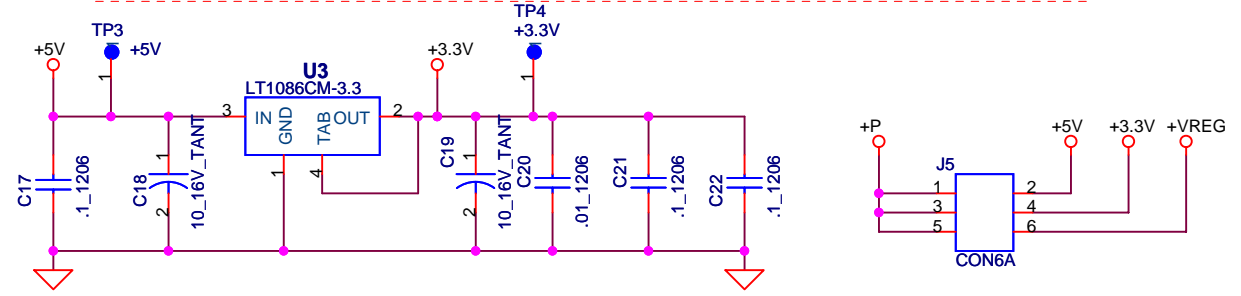 TP4
+3.3V
TP3
+5V
+5V
+3.3V
1
1
U3
LT1086CM-3.3
3
IN
GND
TAB
OUT
2
1
4
C17
.1_1206
C18
1
2
10_16V_TANT
C19
1
2
10_16V_TANT
C20
.01_1206
C21
.1_1206
C22
.1_1206
+P
+5V
+3.3V
+VREG
J5
1
2
3
4
5
6
CON6A